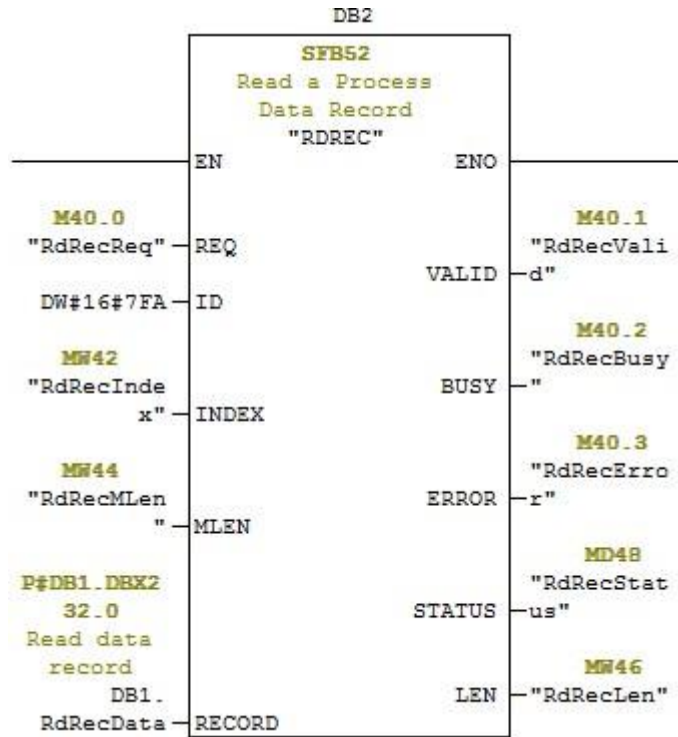 DB2
SFB52
Read a Process
Data Record
"RDREC"
EN
ENO
M40.0
"RdRecReq"
REQ
M40.1
"RdRecVali
d"
VALID
DW#16#7FA
ID
M40.2
"RdRecBusy
"
BUSY
MW42
"RdRecInde
x"
INDEX
M40.3
"RdRecErro
r"
ERROR
MW44
"RdRecMLen
"
MLEN
MD48
"RdRecStat
us"
STATUS
P#DB1.DBX2
32.0
Read data
record
DB1.
RdRecData
RECORD
MW46
"RdRecLen"
LEN